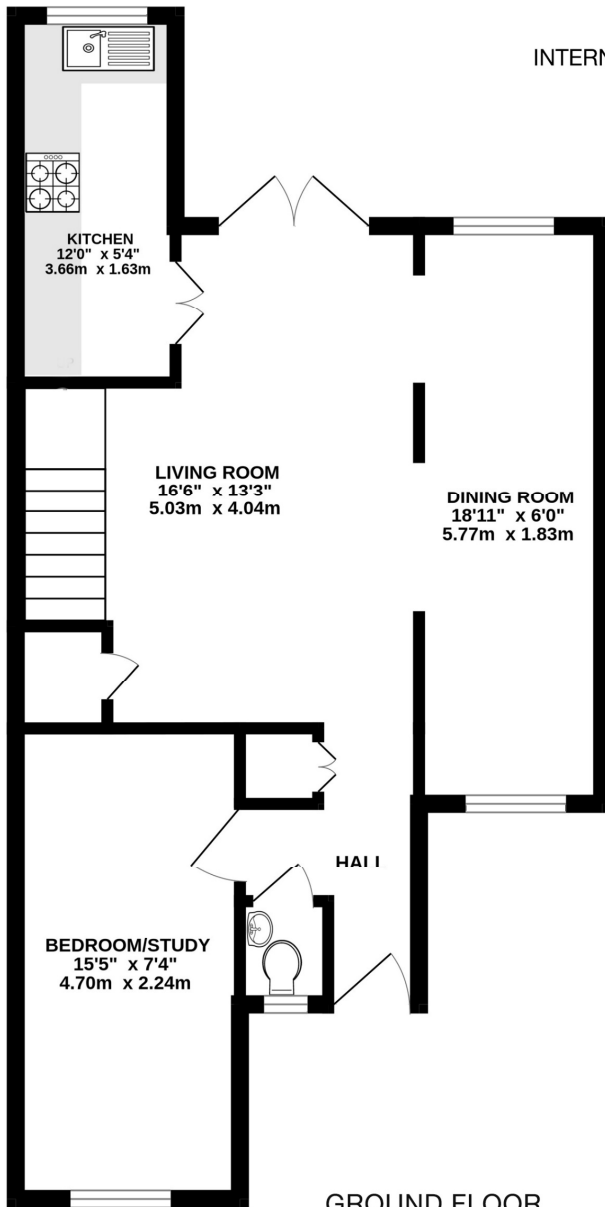 INTERN
KITCHEN
12'0" x 5'4"
3.66m x 1.63m
LIVING ROOM
16'6" x 13'3"
5.03m x 4.04m
DINING ROOM
18'11" x 6'0"
5.77m x 1.83m
HALL
BEDROOM/STUDY
15'5" x 7'4"
4.70m x 2.24m
GROUND FLOOR